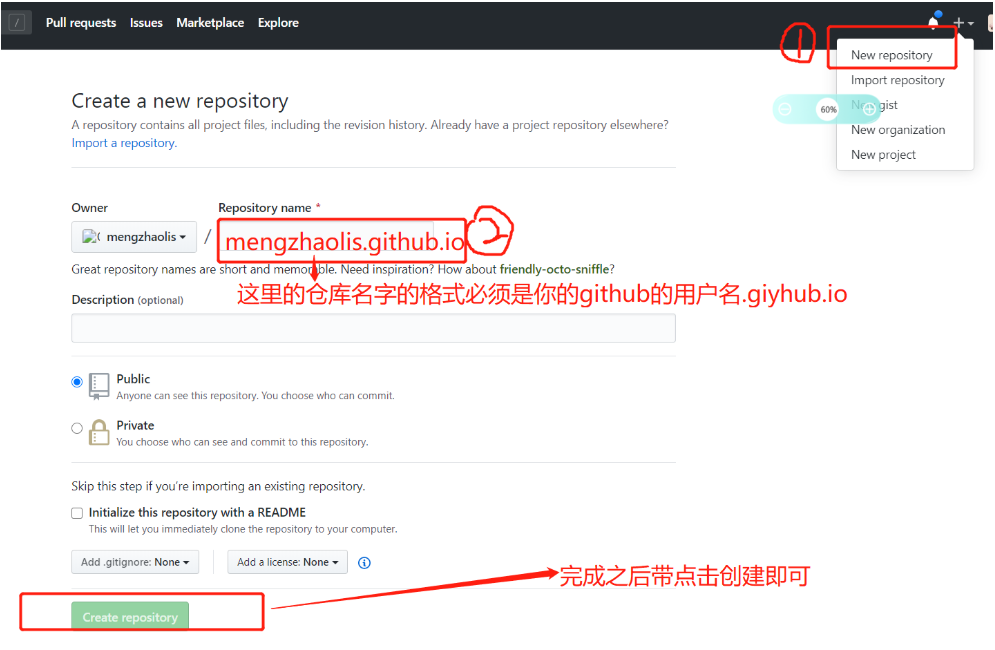 / Pull requests Issues Marketplace Explore
1
New repository
Import repository
60%
New organization
New project
Create a new repository
A repository contains all project files, including the revision history. Already have a project repository elsewhere?
Import a repository.
Owner Repository name *
mengzhaolis / mengzhaolis.github.io 2
Great repository names are short and memorable. Need inspiration? How about friendly-octo-sniffle?
这里的仓库名字的格式必须是你的github的用户名.giyhub.io
Description (optional)
Public
Anyone can see this repository. You choose who can commit.
Private
You choose who can see and commit to this repository.
Skip this step if you're importing an existing repository.
Initialize this repository with a README
This will let you immediately clone the repository to your computer.
Add .gitignore: None Add a license: None
完成之后带点击创建即可
Create repository